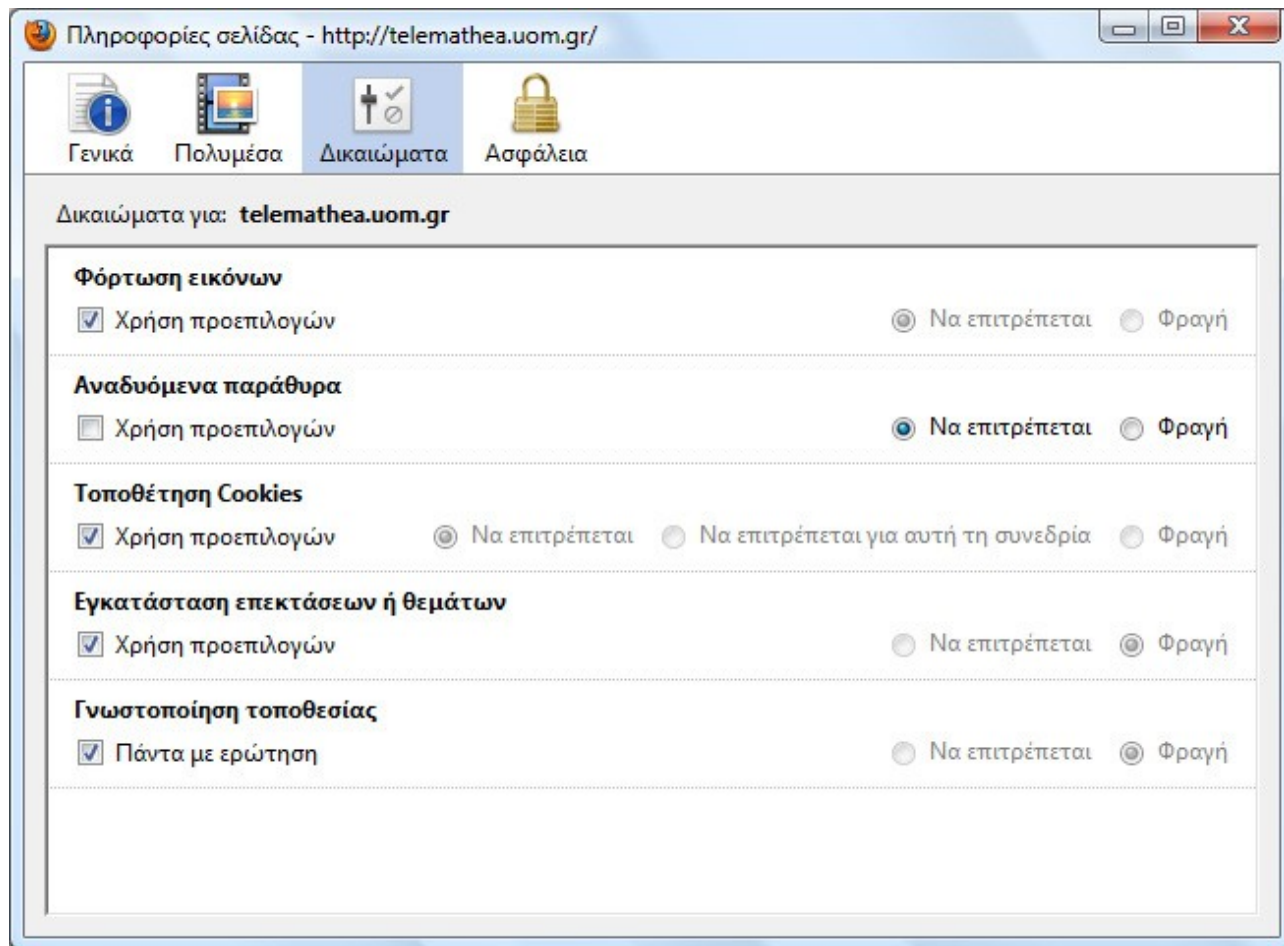 Πληροφορίες σελίδας - http://telemathea.uom.gr/
Γενικά Πολυμέσα Δικαιώματα Ασφάλεια
Δικαιώματα για: telemathea.uom.gr
Φόρτωση εικόνων
Χρήση προεπιλογών Να επιτρέπεται Φραγή
Αναδυόμενα παράθυρα
Χρήση προεπιλογών Να επιτρέπεται Φραγή
Τοποθέτηση Cookies
Χρήση προεπιλογών Να επιτρέπεται Να επιτρέπεται για αυτή τη συνεδρία Φραγή
Εγκατάσταση επεκτάσεων ή θεμάτων
Χρήση προεπιλογών Να επιτρέπεται Φραγή
Γνωστοποίηση τοποθεσίας
Πάντα με ερώτηση Να επιτρέπεται Φραγή